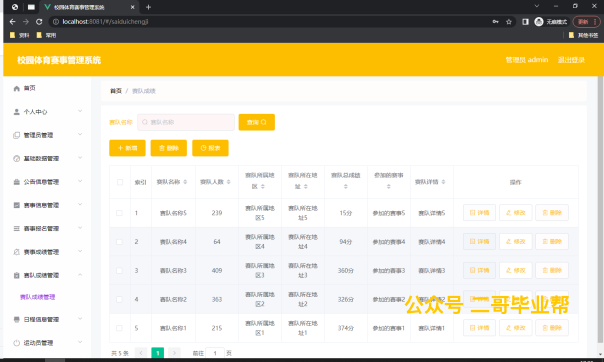 校园体育赛事管理系统
localhost:8081/#/saiduichengji
无痕模式
更新
资料 常用 其他书签
校园体育赛事管理系统 管理员 admin 退出登录
首页
首页 / 赛队成绩
个人中心
赛队名称 赛队名称 查询
管理员管理
+ 新增 删除 报表
基础数据管理
公告信息管理
索引 赛队名称 赛队人数 赛队所属地区 赛队所在地址 赛队总成绩 参加的赛事 赛队详情 操作
赛事信息管理
1 赛队名称5 239 赛队所属地区5 赛队所在地址5 15分 参加的赛事5 赛队详情5 详情 修改 删除
赛事报名管理
2 赛队名称4 64 赛队所属地区4 赛队所在地址4 94分 参加的赛事4 赛队详情4 详情 修改 删除
赛事成绩管理
3 赛队名称3 409 赛队所属地区3 赛队所在地址3 360分 参加的赛事3 赛队详情3 详情 修改 删除
赛队成绩管理
赛队成绩管理
4 赛队名称2 363 赛队所属地区2 赛队所在地址2 326分 参加的赛事2 赛队详情2 详情 修改 删除
公众号 二哥毕业帮
日程信息管理
5 赛队名称1 215 赛队所属地区1 赛队所在地址1 374分 参加的赛事1 赛队详情1 详情 修改 删除
运动员管理
共 5 条 1 前往 1 页